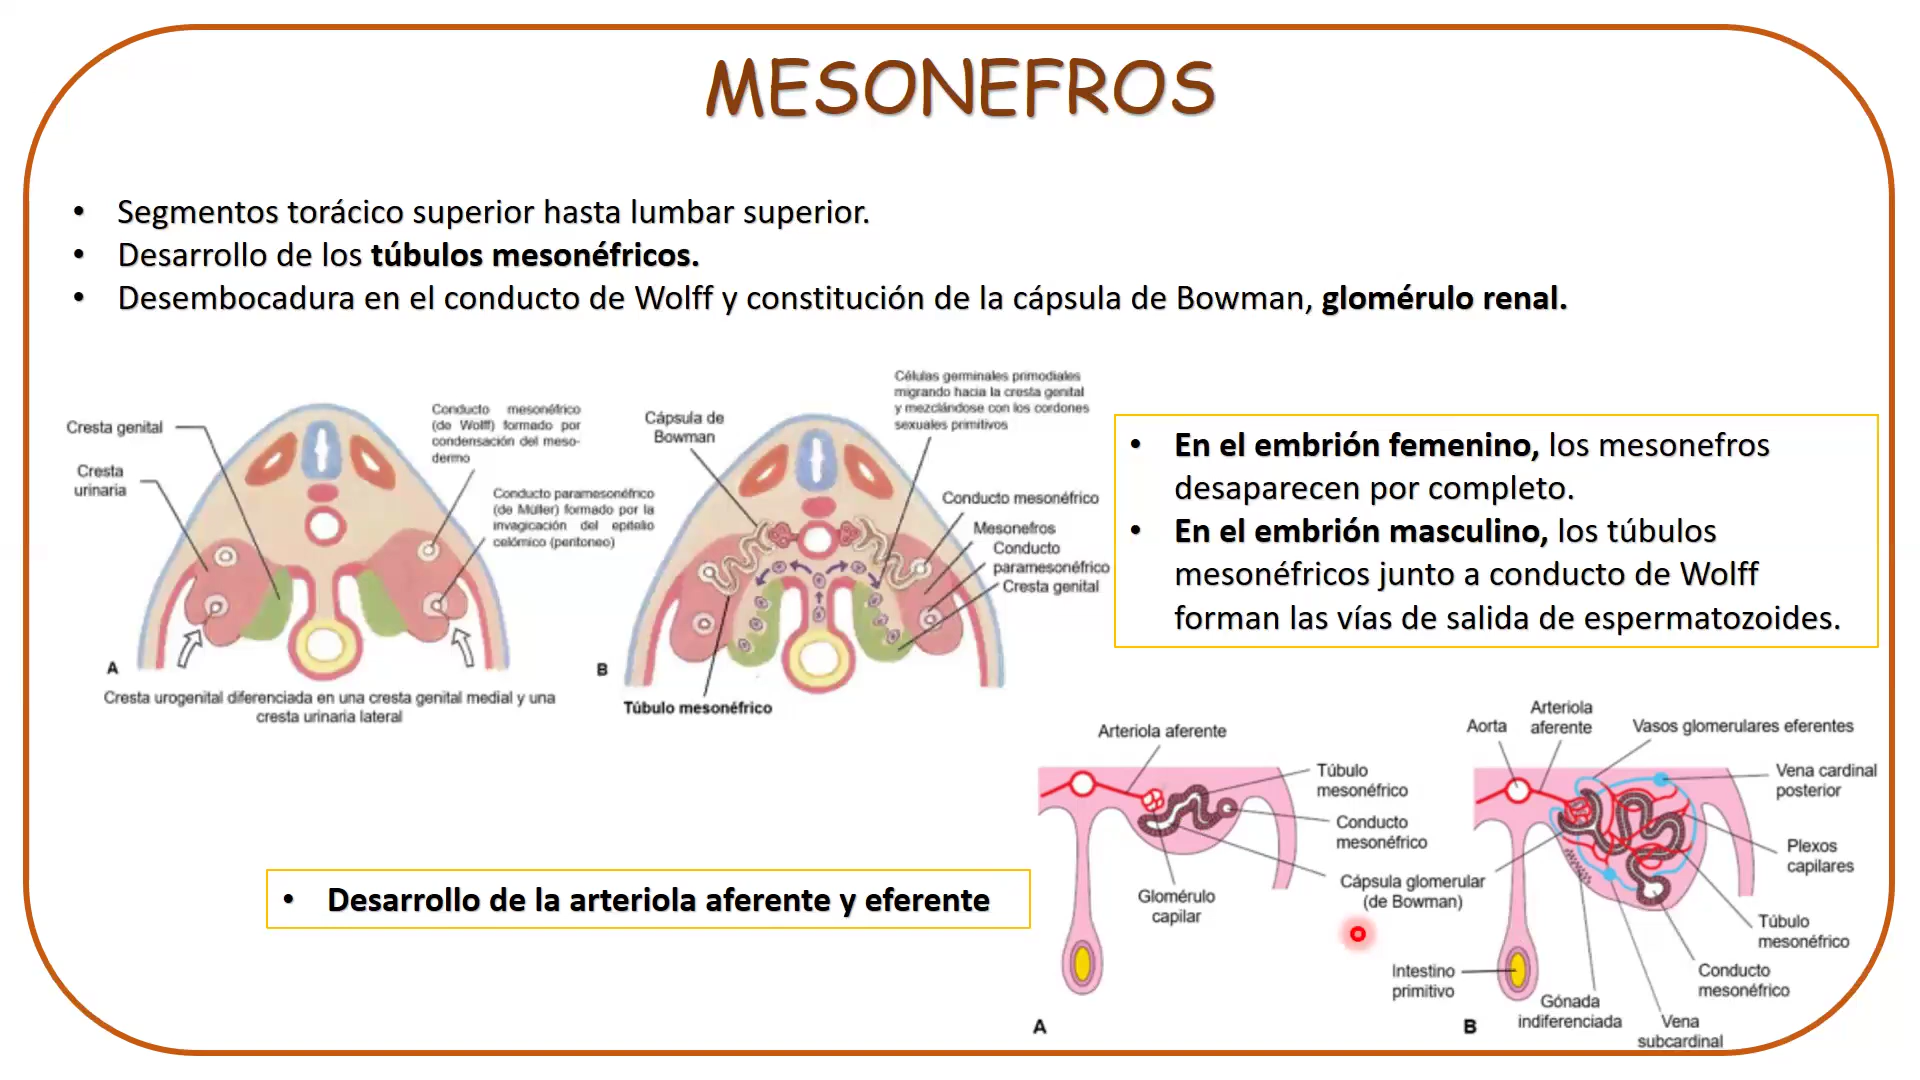 MESONEFROS
• Segmentos torácico superior hasta lumbar superior.
• Desarrollo de los túbulos mesonéfricos.
• Desembocadura en el conducto de Wolff y constitución de la cápsula de Bowman, glomérulo renal.
Cresta genital
Cresta
urinaria
Conducto mesonéfrico
(de Wolff) formado por
condensación del meso-
dermo
Conducto paramesonéfrico
(de Müller) formado por la
invagicación del epitelio
celómico (peritoneo)
A
Cresta urogenital diferenciada en una cresta genital medial y una
cresta urinaria lateral
Cápsula de
Bowman
Células germinales primodiales
migrando hacia la cresta genital
y mezclándose con los cordones
sexuales primitivos
Conducto mesonéfrico
Mesonefros
Conducto
paramesonéfrico
Cresta genital
B
Túbulo mesonéfrico
• En el embrión femenino, los mesonefros
desaparecen por completo.
• En el embrión masculino, los túbulos
mesonéfricos junto a conducto de Wolff
forman las vías de salida de espermatozoides.
• Desarrollo de la arteriola aferente y eferente
Arteriola aferente
Túbulo
mesonéfrico
Conducto
mesonéfrico
Cápsula glomerular
(de Bowman)
Glomérulo
capilar
A
Aorta
Arteriola
aferente
Vasos glomerulares eferentes
Vena cardinal
posterior
Plexos
capilares
Túbulo
mesonéfrico
Conducto
mesonéfrico
Intestino
primitivo
Gónada
indiferenciada
Vena
subcardinal
B